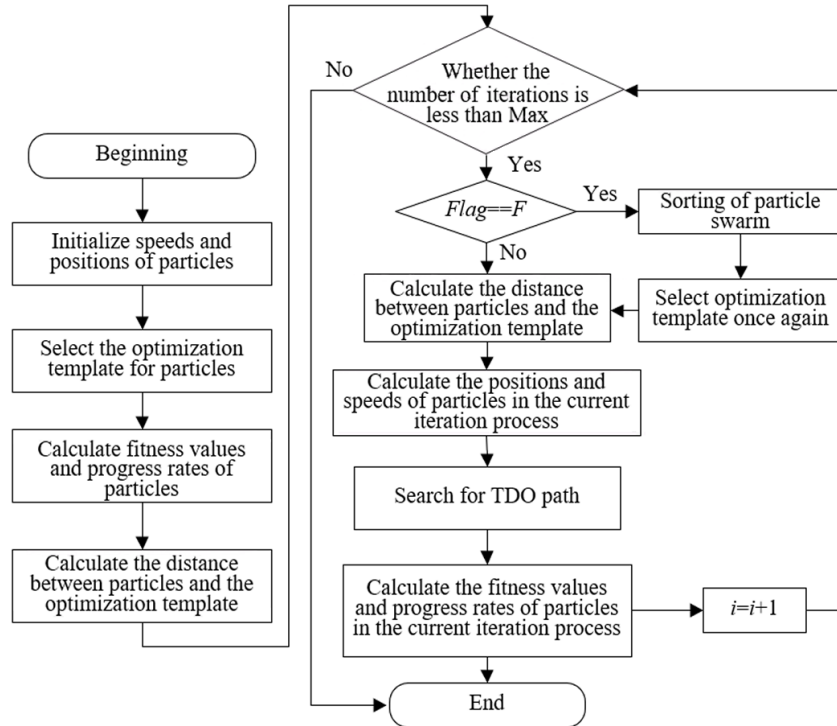 Beginning
Initialize speeds and
positions of particles
Select the optimization
template for particles
Calculate fitness values
and progress rates of
particles
Calculate the distance
between particles and the
optimization template
Whether the
number of iterations is
less than Max
No
Yes
Flag==F
Yes
Sorting of particle
swarm
Select optimization
template once again
No
Calculate the distance
between particles and the
optimization template
Calculate the positions and
speeds of particles in the current
iteration process
Search for TDO path
Calculate the fitness values
and progress rates of particles
in the current iteration process
i=i+1
End